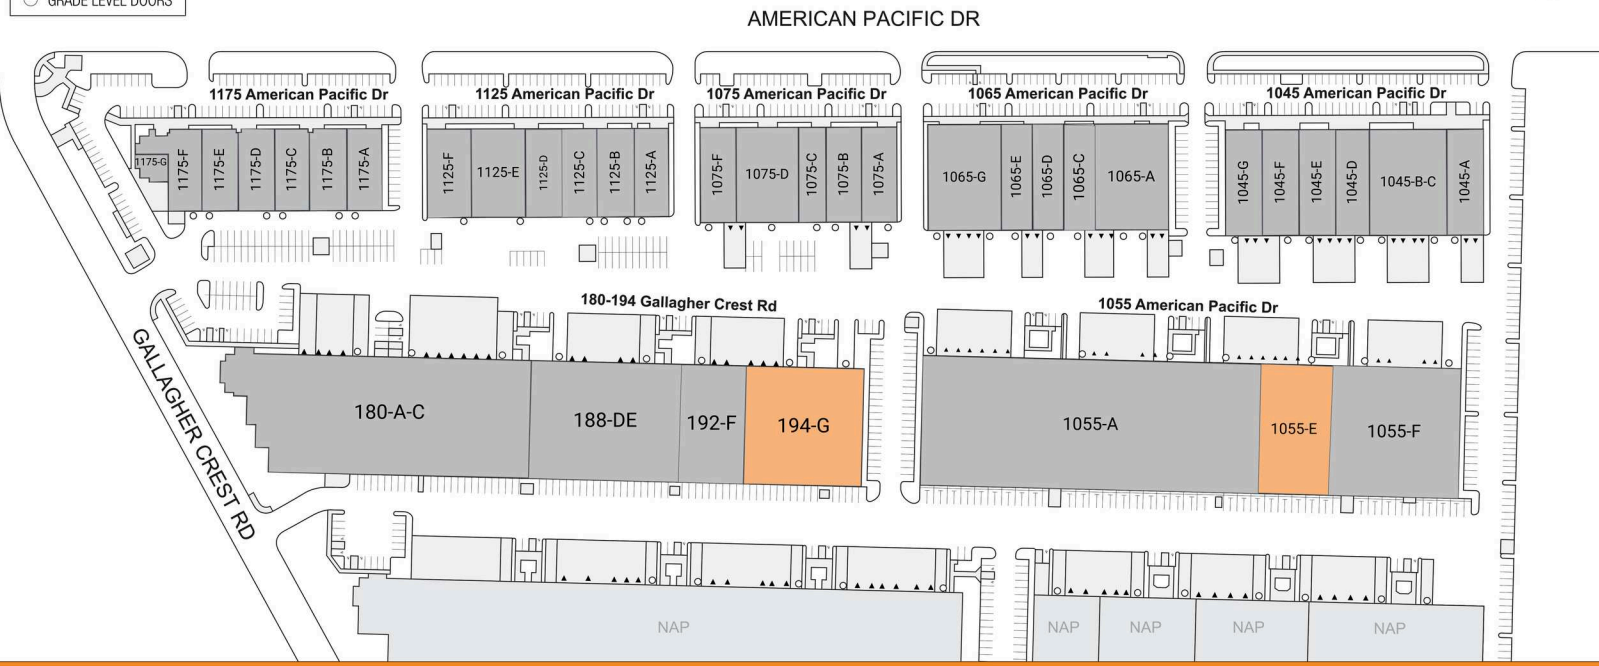 GRADE LEVEL DOORS
AMERICAN PACIFIC DR
1175 American Pacific Dr
1125 American Pacific Dr
1075 American Pacific Dr
1065 American Pacific Dr
1045 American Pacific Dr
1175-G
1175-F
1175-E
1175-D
1175-C
1175-B
1175-A
1125-F
1125-E
1125-D
1125-C
1125-B
1125-A
1075-F
1075-D
1075-C
1075-B
1075-A
1065-G
1065-E
1065-D
1065-C
1065-A
1045-G
1045-F
1045-E
1045-D
1045-B-C
1045-A
180-194 Gallagher Crest Rd
1055 American Pacific Dr
GALLAGHER CREST RD
180-A-C
188-DE
192-F
194-G
1055-A
1055-E
1055-F
NAP
NAP
NAP
NAP
NAP